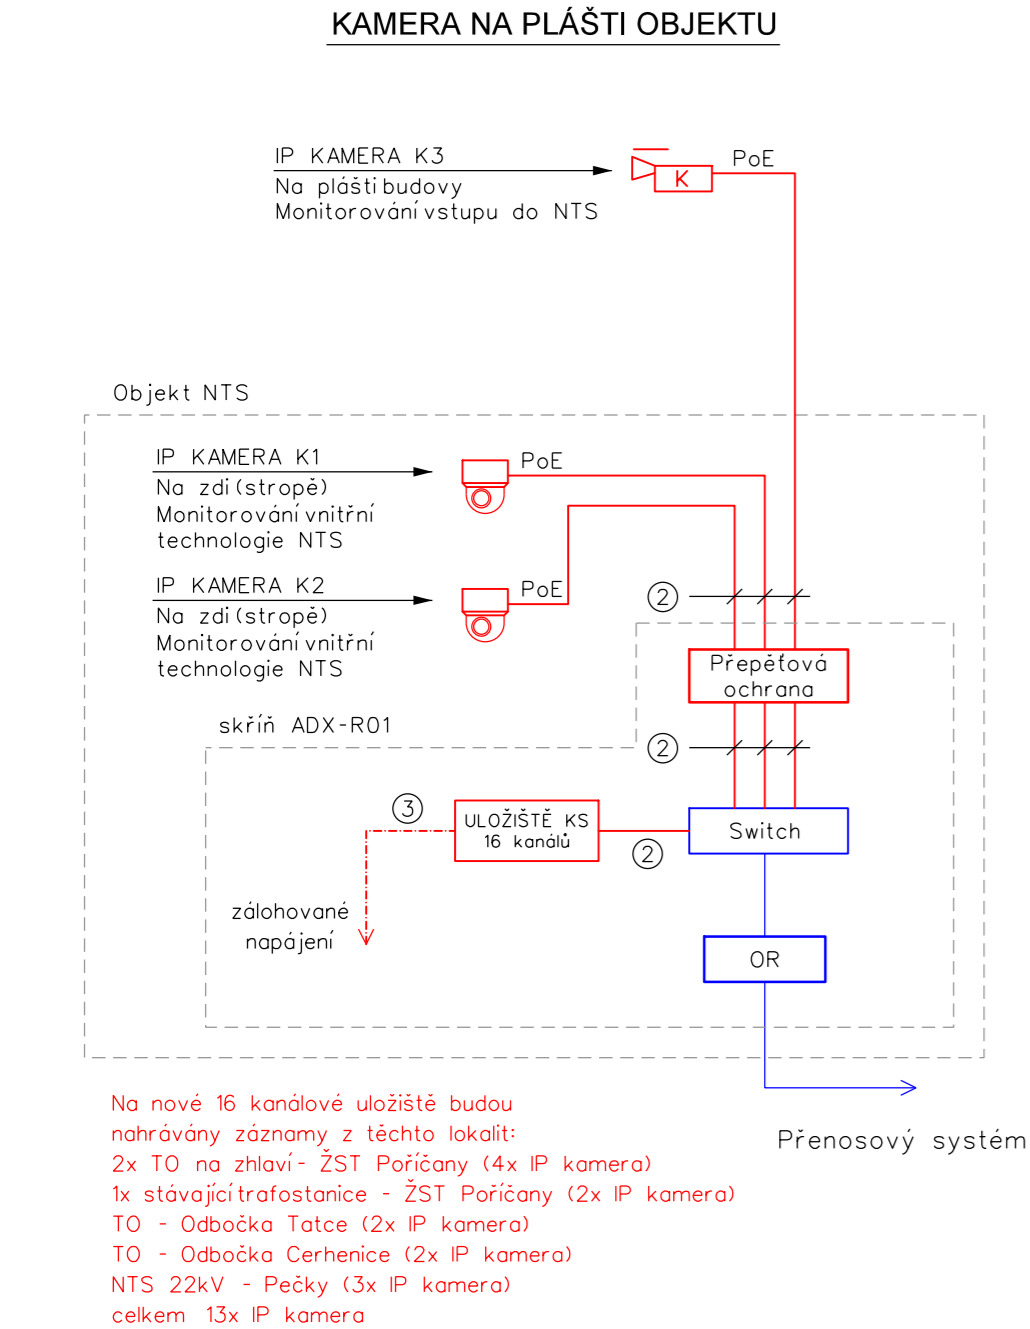 KAMERA NA PLÁŠTI OBJEKTU
IP KAMERA K3
Na plášti budovy
Monitorování vstupu do NTS
K
PoE
Objekt NTS
IP KAMERA K1
Na zdi (stropě)
Monitorování vnitřní
technologie NTS
PoE
IP KAMERA K2
Na zdi (stropě)
Monitorování vnitřní
technologie NTS
PoE
2
Přepěťová
ochrana
skříň ADX-R01
2
3
ULOŽIŠTĚ KS
16 kanálů
2
Switch
zálohované
napájení
OR
Přenosový systém
Na nové 16 kanálové uložiště budou
nahrávány záznamy z těchto lokalit:
2x TO na zhlaví - ŽST Poříčany (4x IP kamera)
1x stávající trafostanice - ŽST Poříčany (2x IP kamera)
TO - Odbočka Tatce (2x IP kamera)
TO - Odbočka Cerhenice (2x IP kamera)
NTS 22kV - Pečky (3x IP kamera)
celkem 13x IP kamera